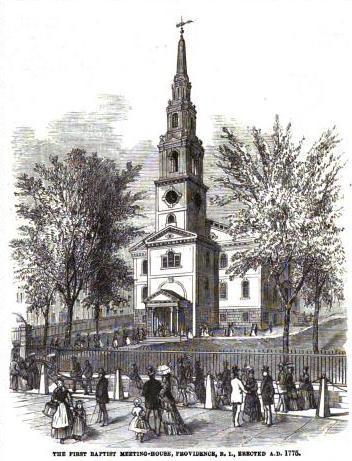 THE FIRST BAPTIST MEETING-HOUSE, PROVIDENCE, R. I., ERECTED A.D. 1775.